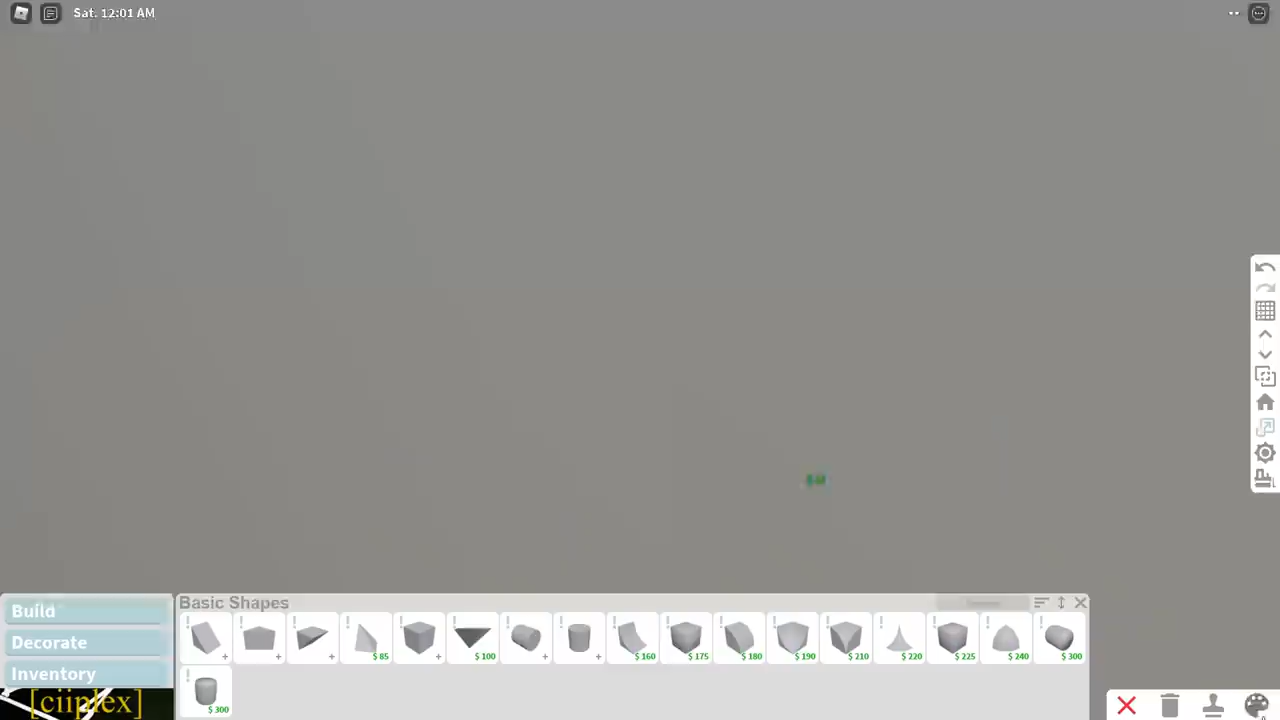 Sat. 12:01 AM
Build
Decorate
Inventory
[ciiplex]
Basic Shapes
+ + + $ 85 + $ 100 + + $ 160 $ 175 $ 180 $ 190 $ 210 $ 220 $ 225 $ 240 $ 300
$ 300